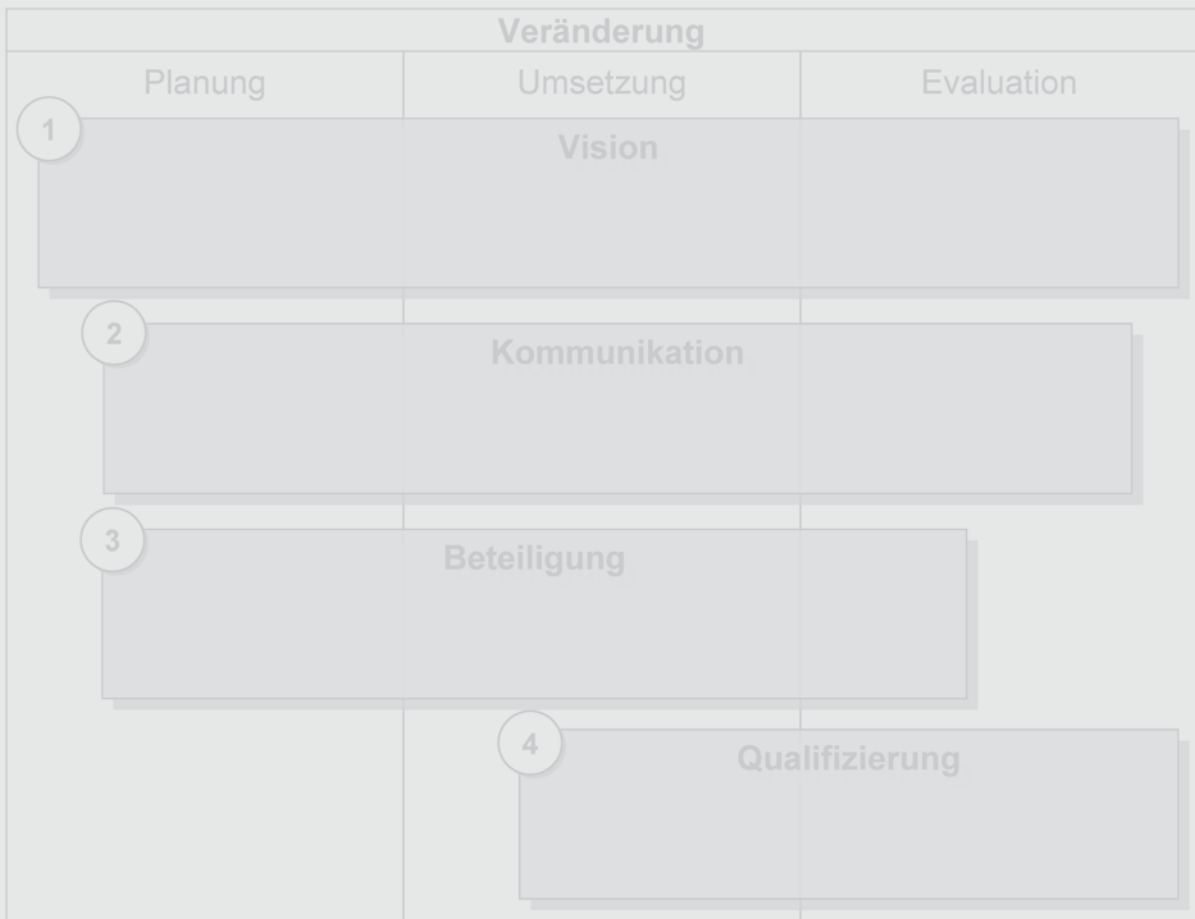 Veränderung
Planung Umsetzung Evaluation
1
Vision
2
Kommunikation
3
Beteiligung
4
Qualifizierung